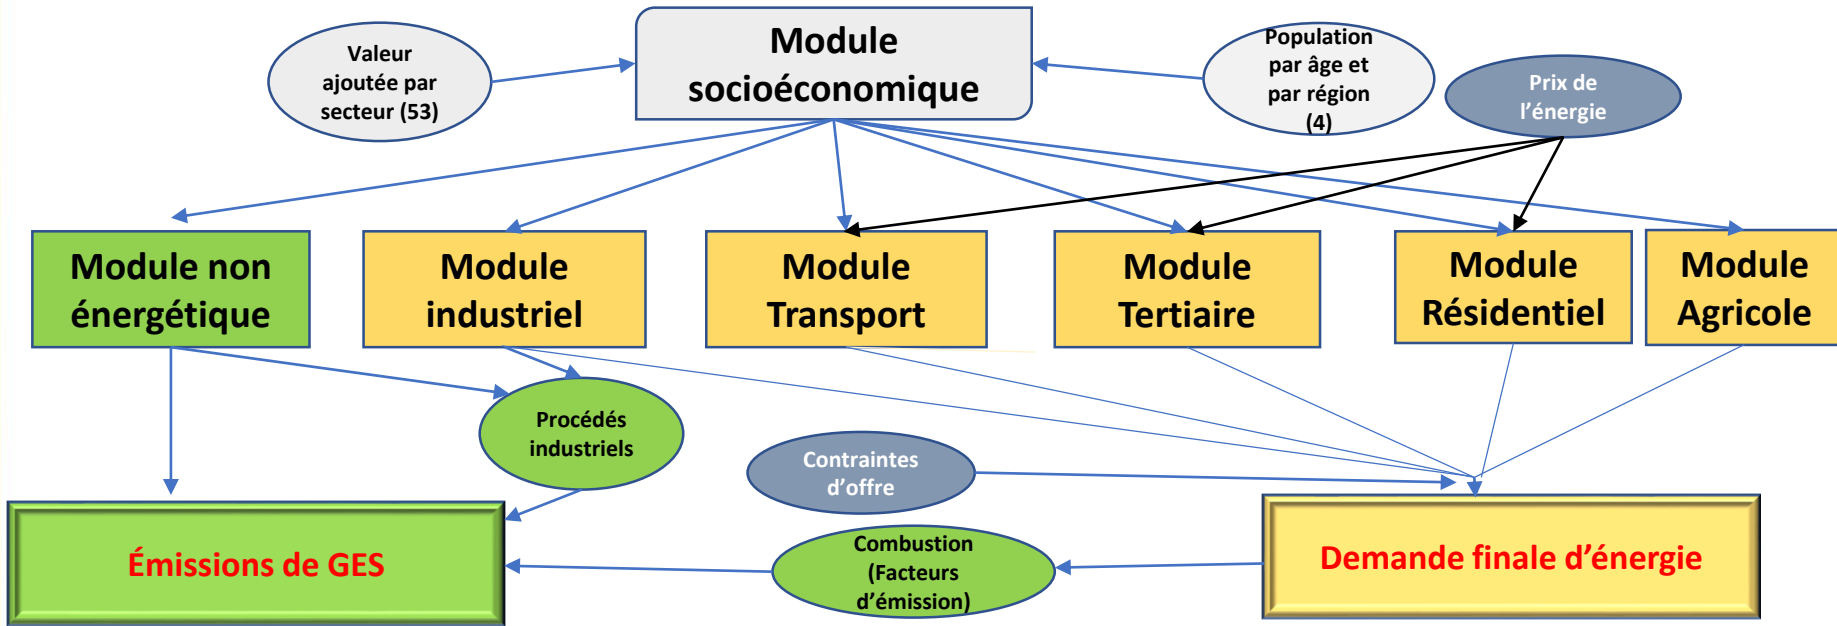 Valeur
ajoutée par
secteur (53)
Module
socioéconomique
Population
par âge et
par région
(4)
Prix de
l’énergie
Module non
énergétique
Module
industriel
Module
Transport
Module
Tertiaire
Module
Résidentiel
Module
Agricole
Procédés
industriels
Contraintes
d’offre
Émissions de GES
Combustion
(Facteurs
d’émission)
Demande finale d’énergie